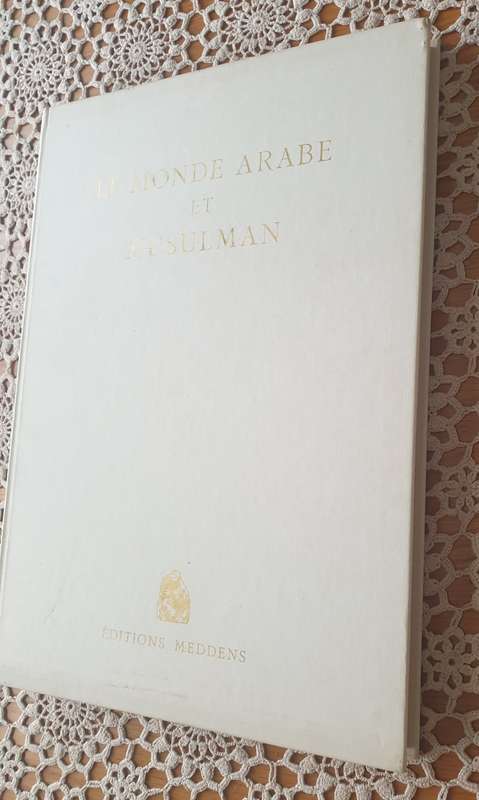 LE MONDE ARABE
ET
MUSULMAN
ÉDITIONS MEDDENS